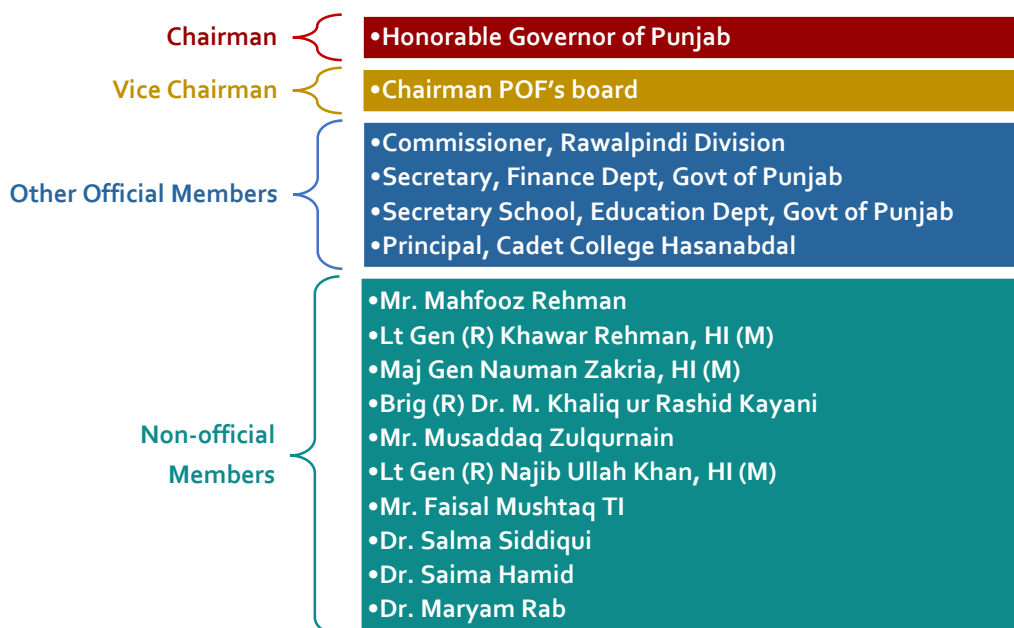 Chairman
•Honorable Governor of Punjab
Vice Chairman
•Chairman POF's board
Other Official Members
•Commissioner, Rawalpindi Division
•Secretary, Finance Dept, Govt of Punjab
•Secretary School, Education Dept, Govt of Punjab
•Principal, Cadet College Hasanabdal
Non-official
Members
•Mr. Mahfooz Rehman
•Lt Gen (R) Khawar Rehman, HI (M)
•Maj Gen Nauman Zakria, HI (M)
•Brig (R) Dr. M. Khaliq ur Rashid Kayani
•Mr. Musaddaq Zulqurnain
•Lt Gen (R) Najib Ullah Khan, HI (M)
•Mr. Faisal Mushtaq TI
•Dr. Salma Siddiqui
•Dr. Saima Hamid
•Dr. Maryam Rab